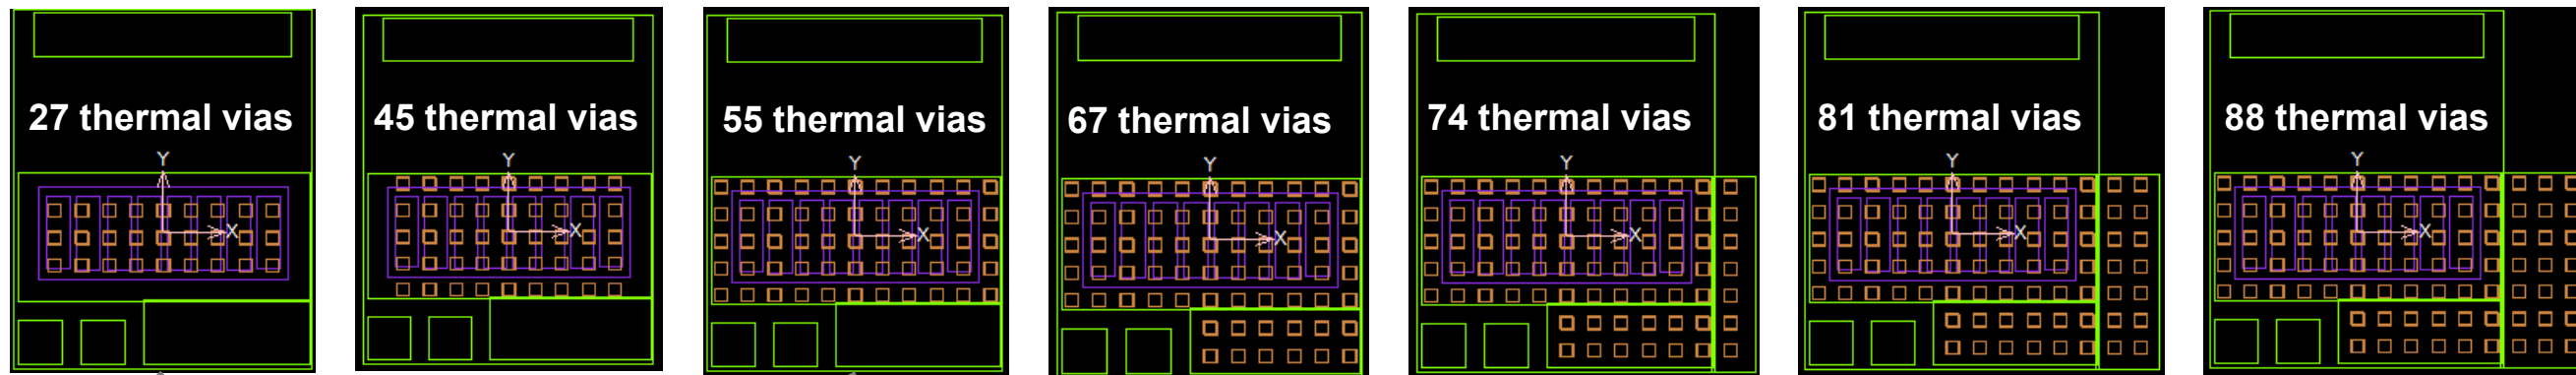 27 thermal vias
Y
X
45 thermal vias
Y
X
55 thermal vias
Y
X
67 thermal vias
Y
X
74 thermal vias
Y
X
81 thermal vias
Y
X
88 thermal vias
Y
X